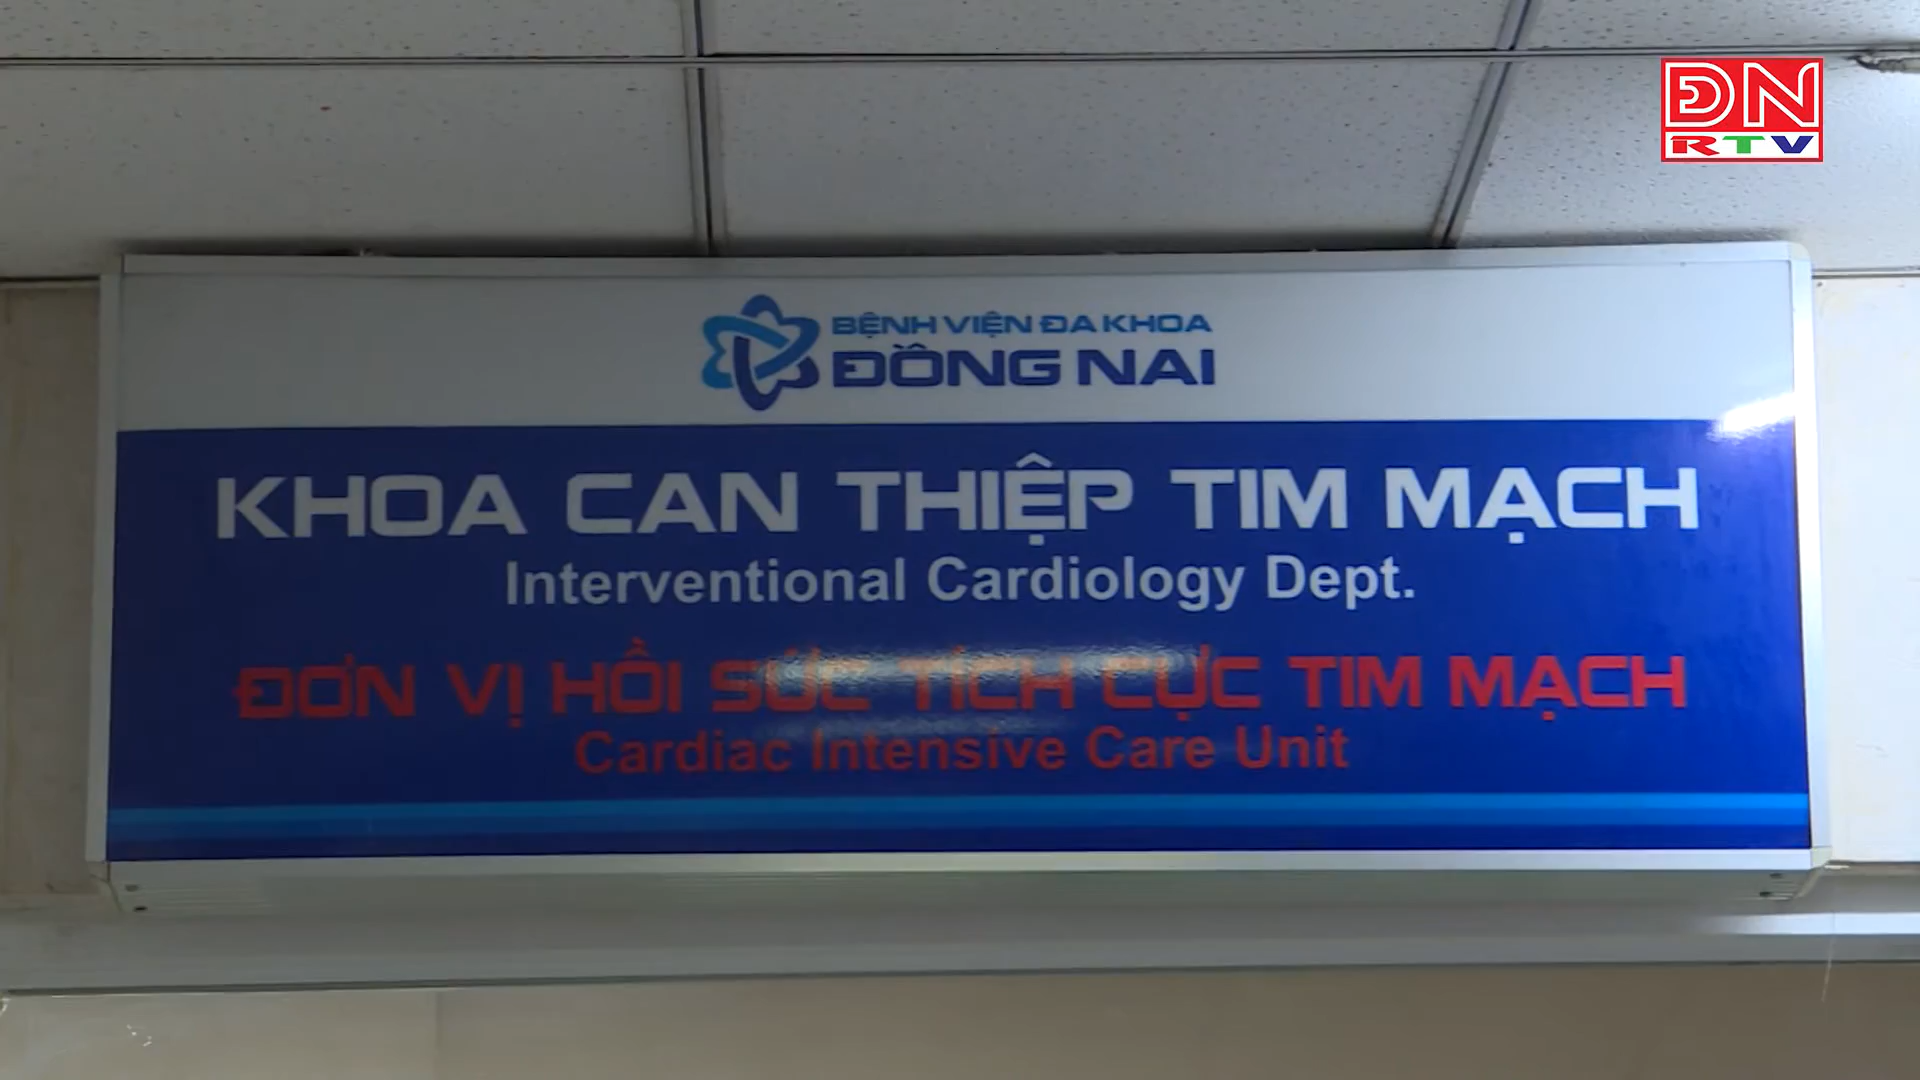 ĐN
RTV
BỆNH VIỆN ĐA KHOA
ĐỒNG NAI
KHOA CAN THIỆP TIM MẠCH
Interventional Cardiology Dept.
ĐƠN VỊ HỒI SỨC TÍCH CỰC TIM MẠCH
Cardiac Intensive Care Unit